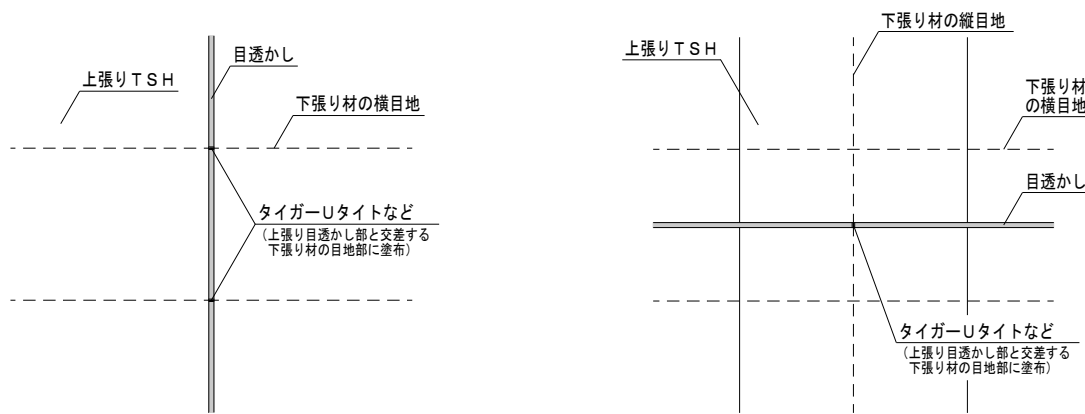 目透かし
上張りＴＳＨ
下張り材の横目地
タイガーＵタイトなど
（上張り目透かし部と交差する
下張り材の目地部に塗布）
下張り材の縦目地
上張りＴＳＨ
下張り材
の横目地
目透かし
タイガーＵタイトなど
（上張り目透かし部と交差する
下張り材の目地部に塗布）